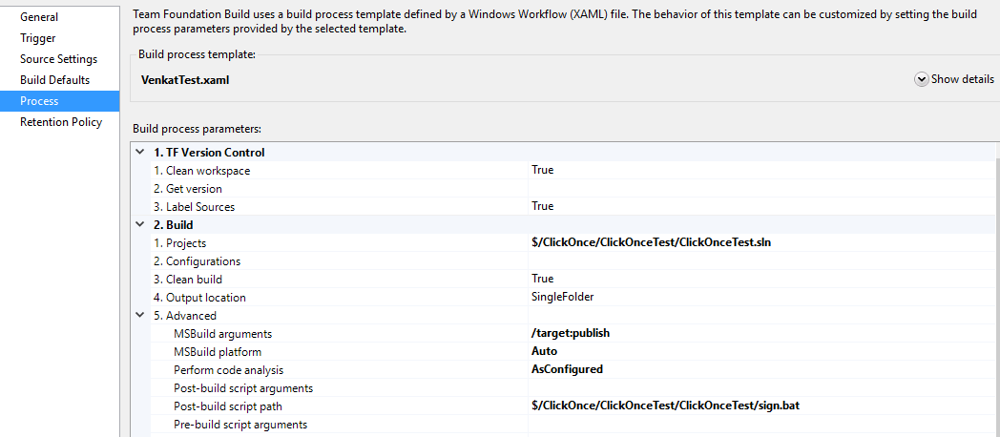 General
Trigger
Source Settings
Build Defaults
Process
Retention Policy
Team Foundation Build uses a build process template defined by a Windows Workflow (XAML) file. The behavior of this template can be customized by setting the build
process parameters provided by the selected template.
Build process template:
VenkatTest.xaml
Show details
Build process parameters:
1. TF Version Control
1. Clean workspace True
2. Get version
3. Label Sources True
2. Build
1. Projects $/ClickOnce/ClickOnceTest/ClickOnceTest.sln
2. Configurations
3. Clean build True
4. Output location SingleFolder
5. Advanced
MSBuild arguments /target:publish
MSBuild platform Auto
Perform code analysis AsConfigured
Post-build script arguments
Post-build script path $/ClickOnce/ClickOnceTest/ClickOnceTest/sign.bat
Pre-build script arguments